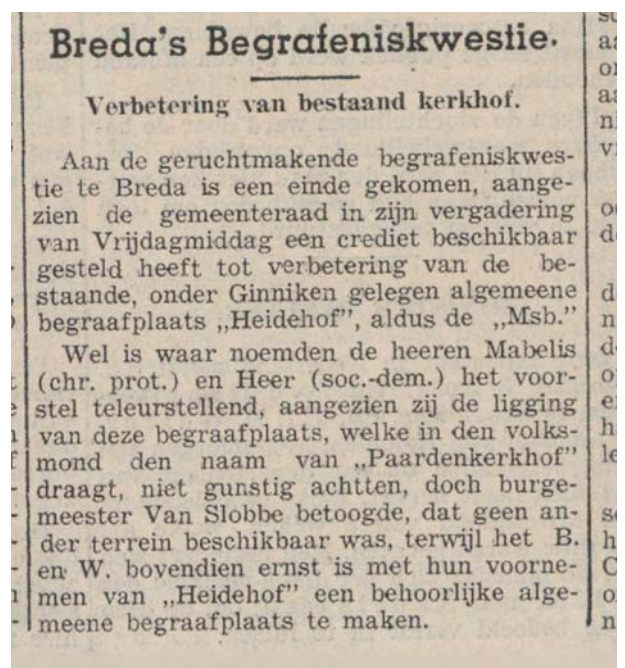 Breda's Begrafeniskwestie.
Verbetering van bestaand kerkhof.
Aan de geruchtmakende begrafeniskwes-
tie te Breda is een einde gekomen, aange-
zien de gemeenteraad in zijn vergadering
van Vrijdagmiddag een crediet beschikbaar
gesteld heeft tot verbetering van de be-
staande, onder Ginniken gelegen algemeene
begraafplaats „Heidehof”, aldus de „Msb.”
Wel is waar noemden de heeren Mabelis
(chr. prot.) en Heer (soc.-dem.) het voor-
stel teleurstellend, aangezien zij de ligging
van deze begraafplaats, welke in den volks-
mond den naam van „Paardenkerkhof”
draagt, niet gunstig achtten, doch burge-
meester Van Slobbe betoogde, dat geen an-
der terrein beschikbaar was, terwijl het B.
en W. bovendien ernst is met hun voorne-
men van „Heidehof” een behoorlijke alge-
meene begraafplaats te maken.